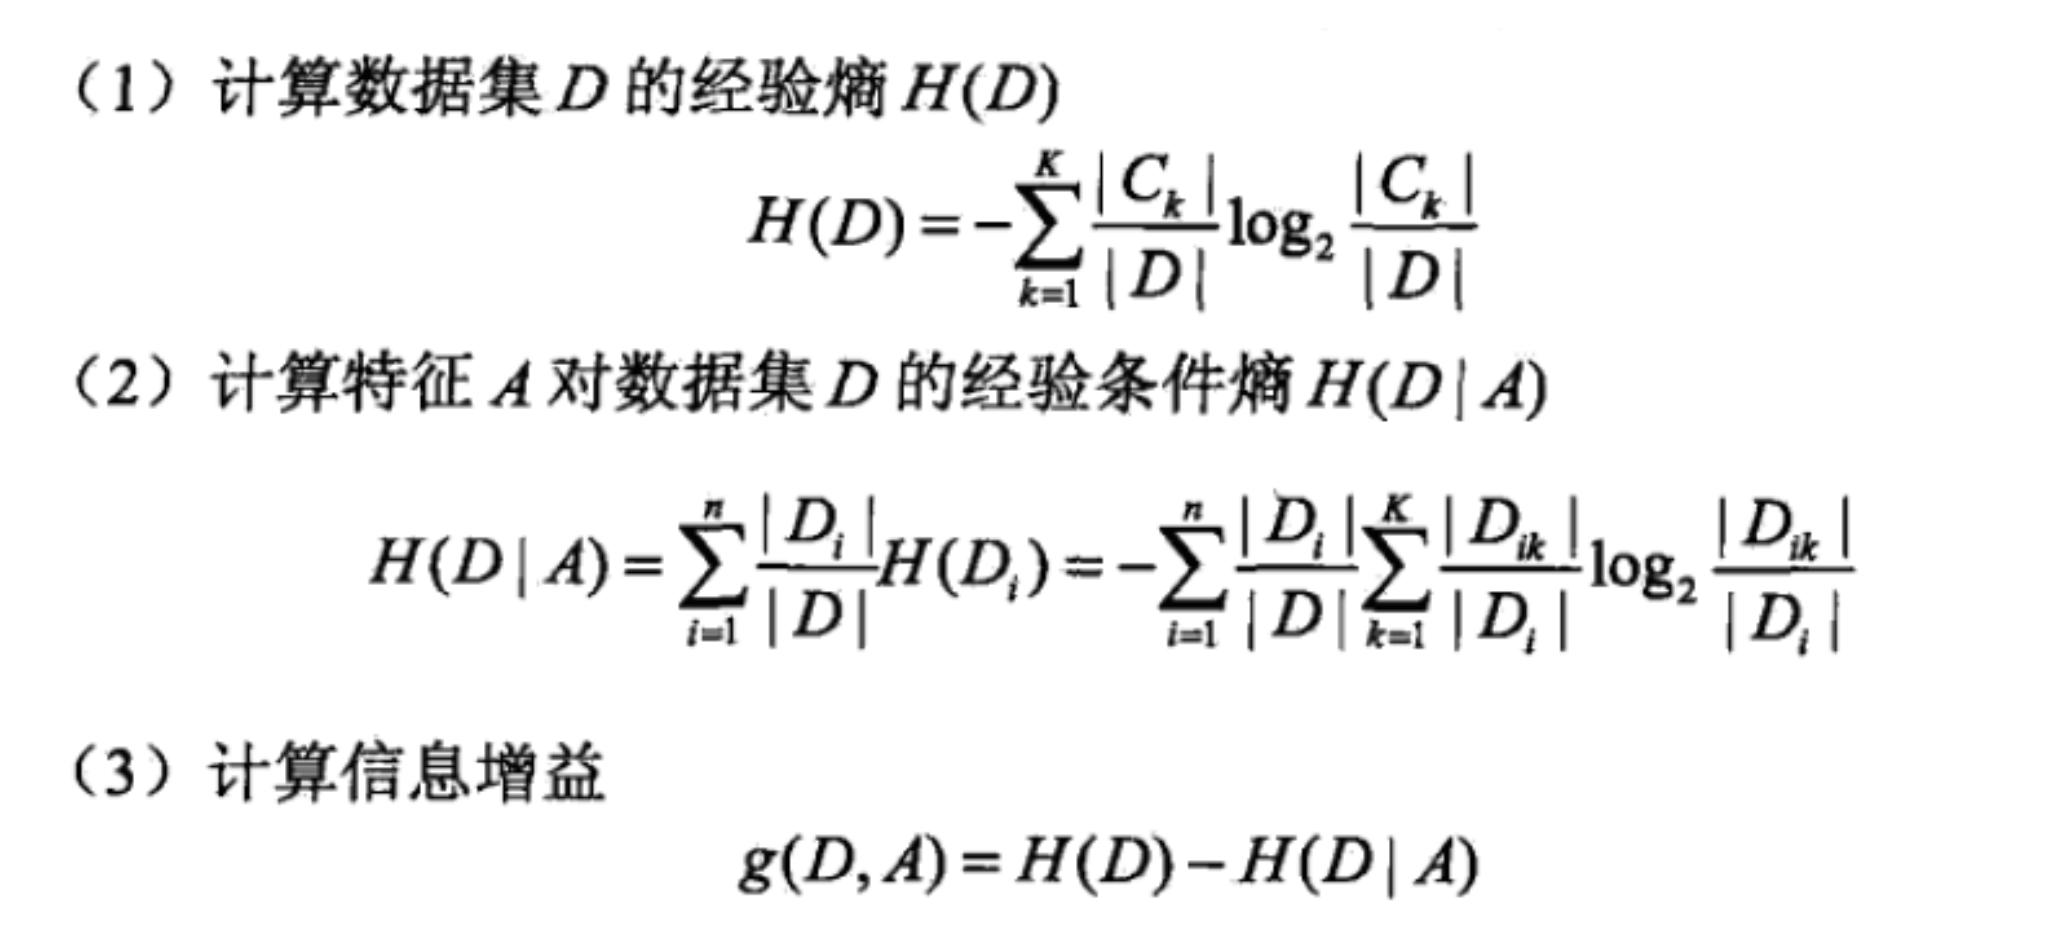 （1）计算数据集 D 的经验熵 H(D)
H(D) = -\sum_{k=1}^{K} \frac{|C_k|}{|D|} \log_2 \frac{|C_k|}{|D|}
（2）计算特征 A 对数据集 D 的经验条件熵 H(D|A)
H(D|A) = \sum_{i=1}^{n} \frac{|D_i|}{|D|} H(D_i) = -\sum_{i=1}^{n} \frac{|D_i|}{|D|} \sum_{k=1}^{K} \frac{|D_{ik}|}{|D_i|} \log_2 \frac{|D_{ik}|}{|D_i|}
（3）计算信息增益
g(D, A) = H(D) - H(D|A)